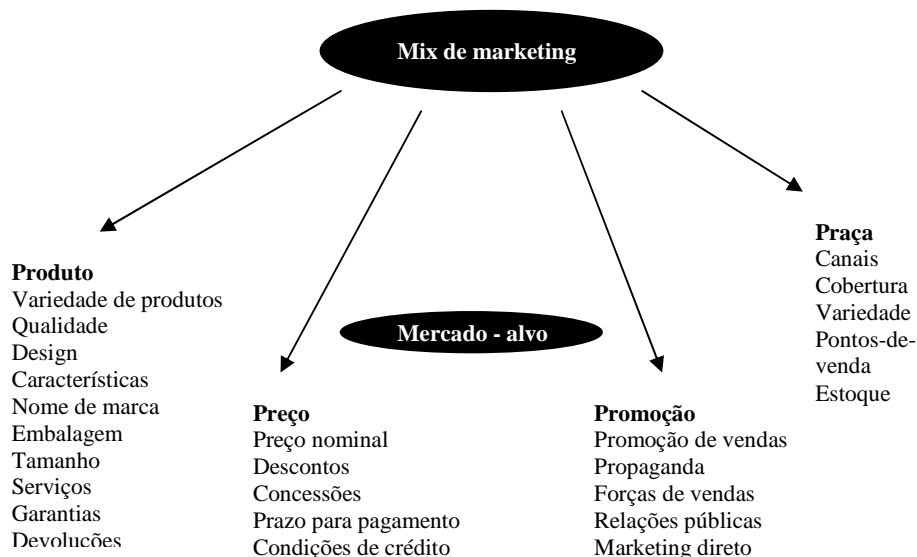 Mix de marketing
Produto
Variedade de produtos
Qualidade
Design
Características
Nome de marca
Embalagem
Tamanho
Serviços
Garantias
Devoluções
Mercado - alvo
Preço
Preço nominal
Descontos
Concessões
Prazo para pagamento
Condições de crédito
Promoção
Promoção de vendas
Propaganda
Forças de vendas
Relações públicas
Marketing direto
Praça
Canais
Cobertura
Variedade
Pontos-de-
venda
Estoque